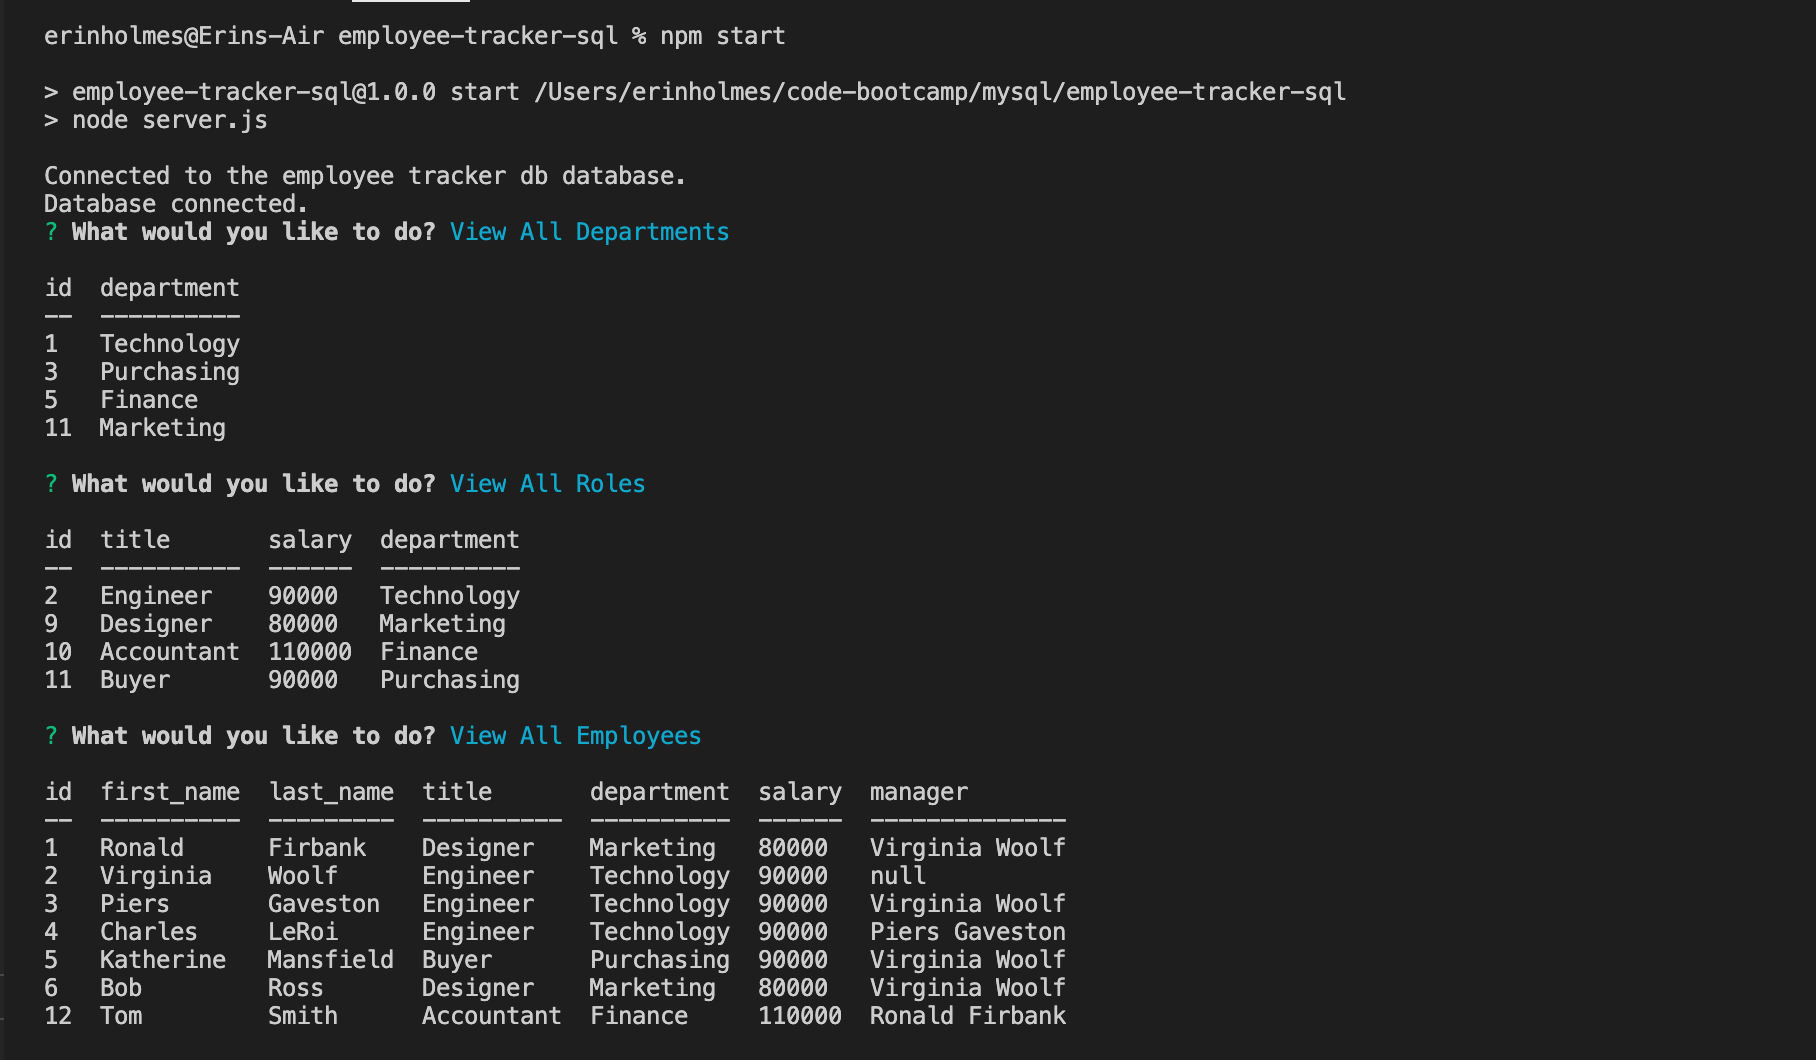 erinholmes@Erins-Air employee-tracker-sql % npm start
> employee-tracker-sql@1.0.0 start /Users/erinholmes/code-bootcamp/mysql/employee-tracker-sql
> node server.js
Connected to the employee tracker db database.
Database connected.
? What would you like to do? View All Departments
id  department
--  ----------
1   Technology
3   Purchasing
5   Finance
11  Marketing
? What would you like to do? View All Roles
id  title       salary  department
--  ----------  ------  ----------
2   Engineer    90000   Technology
9   Designer    80000   Marketing
10  Accountant  110000  Finance
11  Buyer       90000   Purchasing
? What would you like to do? View All Employees
id  first_name  last_name  title       department  salary  manager
--  ----------  ---------  ----------  ----------  ------  --------------
1   Ronald      Firbank    Designer    Marketing   80000   Virginia Woolf
2   Virginia    Woolf      Engineer    Technology  90000   null
3   Piers       Gaveston   Engineer    Technology  90000   Virginia Woolf
4   Charles     LeRoi      Engineer    Technology  90000   Piers Gaveston
5   Katherine   Mansfield  Buyer       Purchasing  90000   Virginia Woolf
6   Bob         Ross       Designer    Marketing   80000   Virginia Woolf
12  Tom         Smith      Accountant  Finance     110000  Ronald Firbank